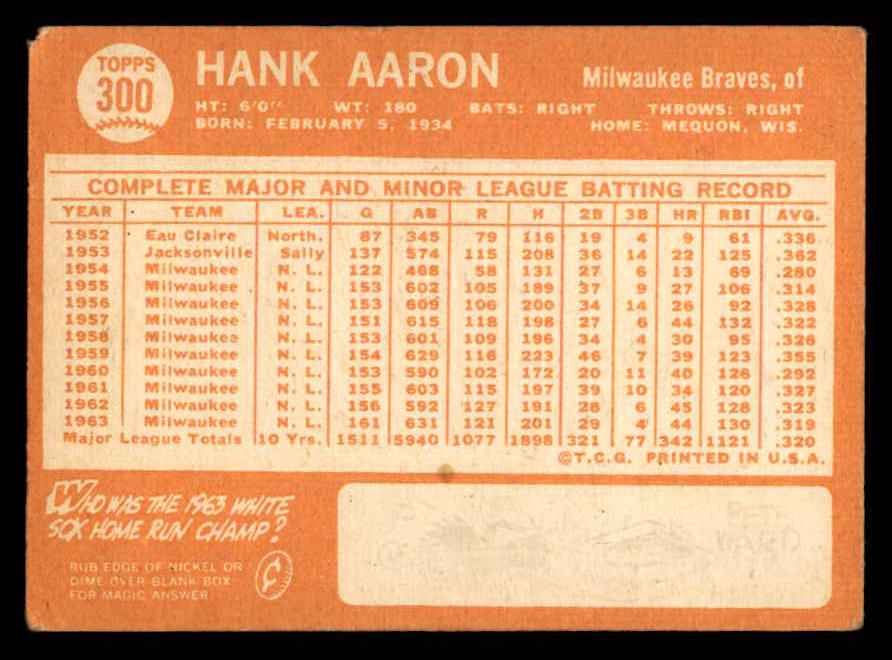 TOPPS
300
HANK AARON
Milwaukee Braves, of
HT: 6'0" WT: 180 BATS: RIGHT THROWS: RIGHT
BORN: FEBRUARY 5, 1934 HOME: MEQUON, WIS.
COMPLETE MAJOR AND MINOR LEAGUE BATTING RECORD
YEAR TEAM LEA. G AB R H 2B 3B HR RBI AVG.
1952 Eau Claire North. 87 345 79 116 19 4 9 61 .336
1953 Jacksonville Sally 137 574 115 208 36 14 22 125 .362
1954 Milwaukee N. L. 122 468 58 131 27 6 13 69 .280
1955 Milwaukee N. L. 153 602 105 189 37 9 27 106 .314
1956 Milwaukee N. L. 153 609 106 200 34 14 26 92 .328
1957 Milwaukee N. L. 151 615 118 198 27 6 44 132 .322
1958 Milwaukee N. L. 153 601 109 196 34 4 30 95 .326
1959 Milwaukee N. L. 154 629 116 223 46 7 39 123 .355
1960 Milwaukee N. L. 153 590 102 172 20 11 40 126 .292
1961 Milwaukee N. L. 155 603 115 197 39 10 34 120 .327
1962 Milwaukee N. L. 156 592 127 191 28 6 45 128 .323
1963 Milwaukee N. L. 161 631 121 201 29 4 44 130 .319
Major League Totals 10 Yrs. 1511 5940 1077 1898 321 77 342 1121 .320
©T.C.G. PRINTED IN U.S.A.
WHO WAS THE 1963 WHITE
SOX HOME RUN CHAMP?
RUB EDGE OF NICKEL OR
DIME OVER BLANK BOX
FOR MAGIC ANSWER
¢
PETE
WARD